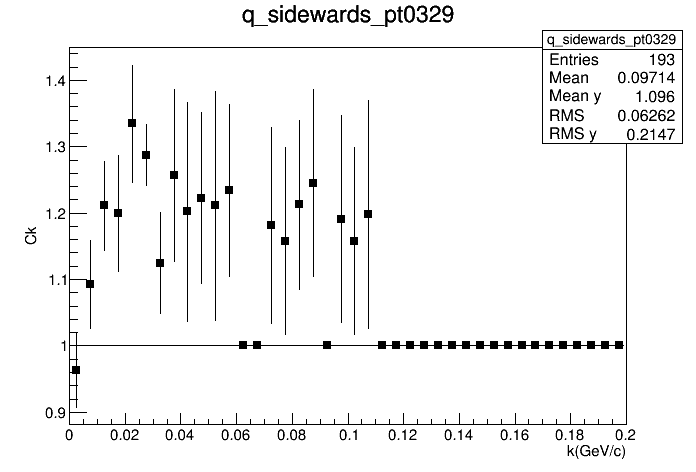 q_sidewards_pt0329
q_sidewards_pt0329
Entries 193
Mean 0.09714
Mean y 1.096
RMS 0.06262
RMS y 0.2147
Ck
1.4
1.3
1.2
1.1
1
0.9
0 0.02 0.04 0.06 0.08 0.1 0.12 0.14 0.16 0.18 0.2
k(GeV/c)